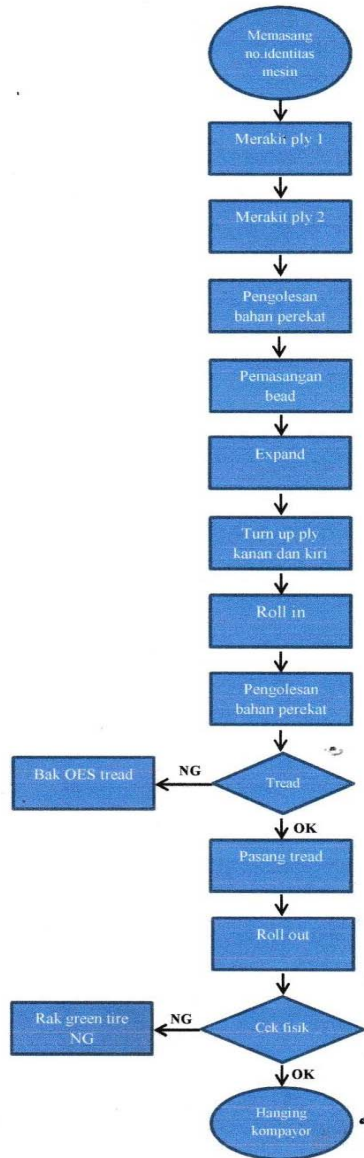 Memasang
no.identitas
mesin
Merakit ply 1
Merakit ply 2
Pengolesan
bahan perekat
Pemasangan
bead
Expand
Turn up ply
kanan dan kiri
Roll in
Pengolesan
bahan perekat
Bak OES tread
NG
Tread
OK
Pasang tread
Roll out
Rak green tire
NG
NG
Cek fisik
OK
Hanging
kompayor